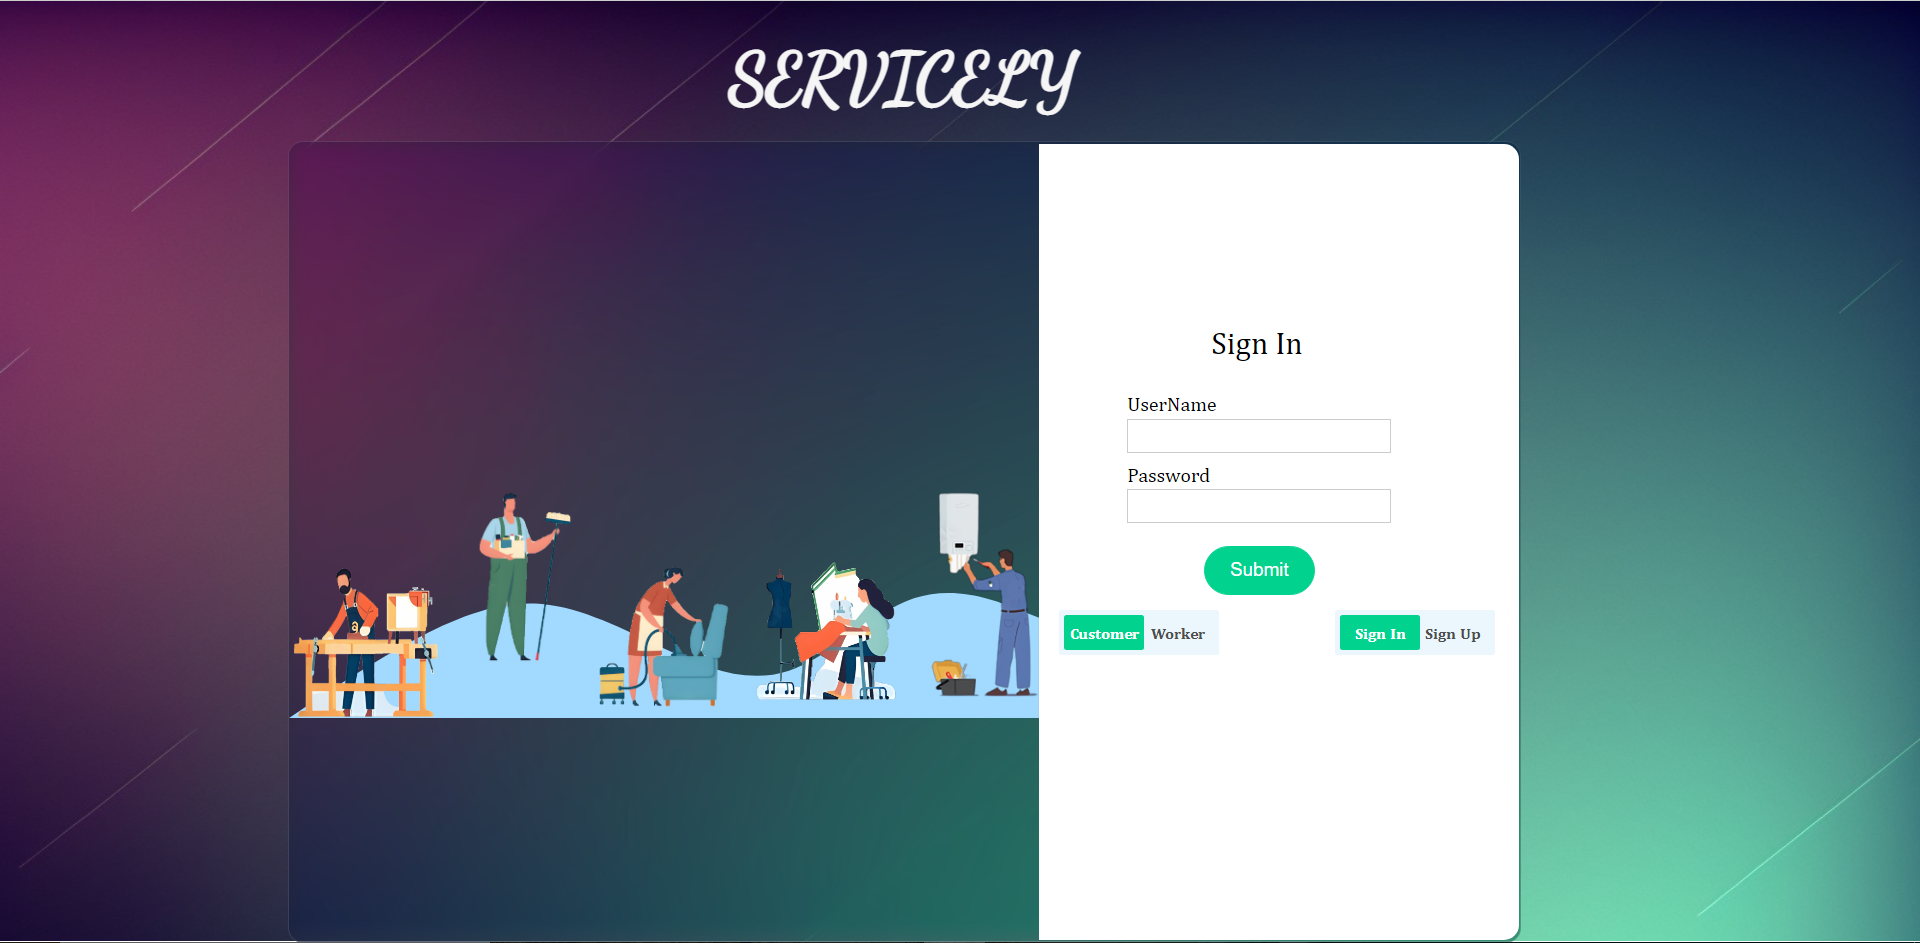 SERVICELY
Sign In
UserName
Password
Submit
Customer Worker
Sign In Sign Up
a